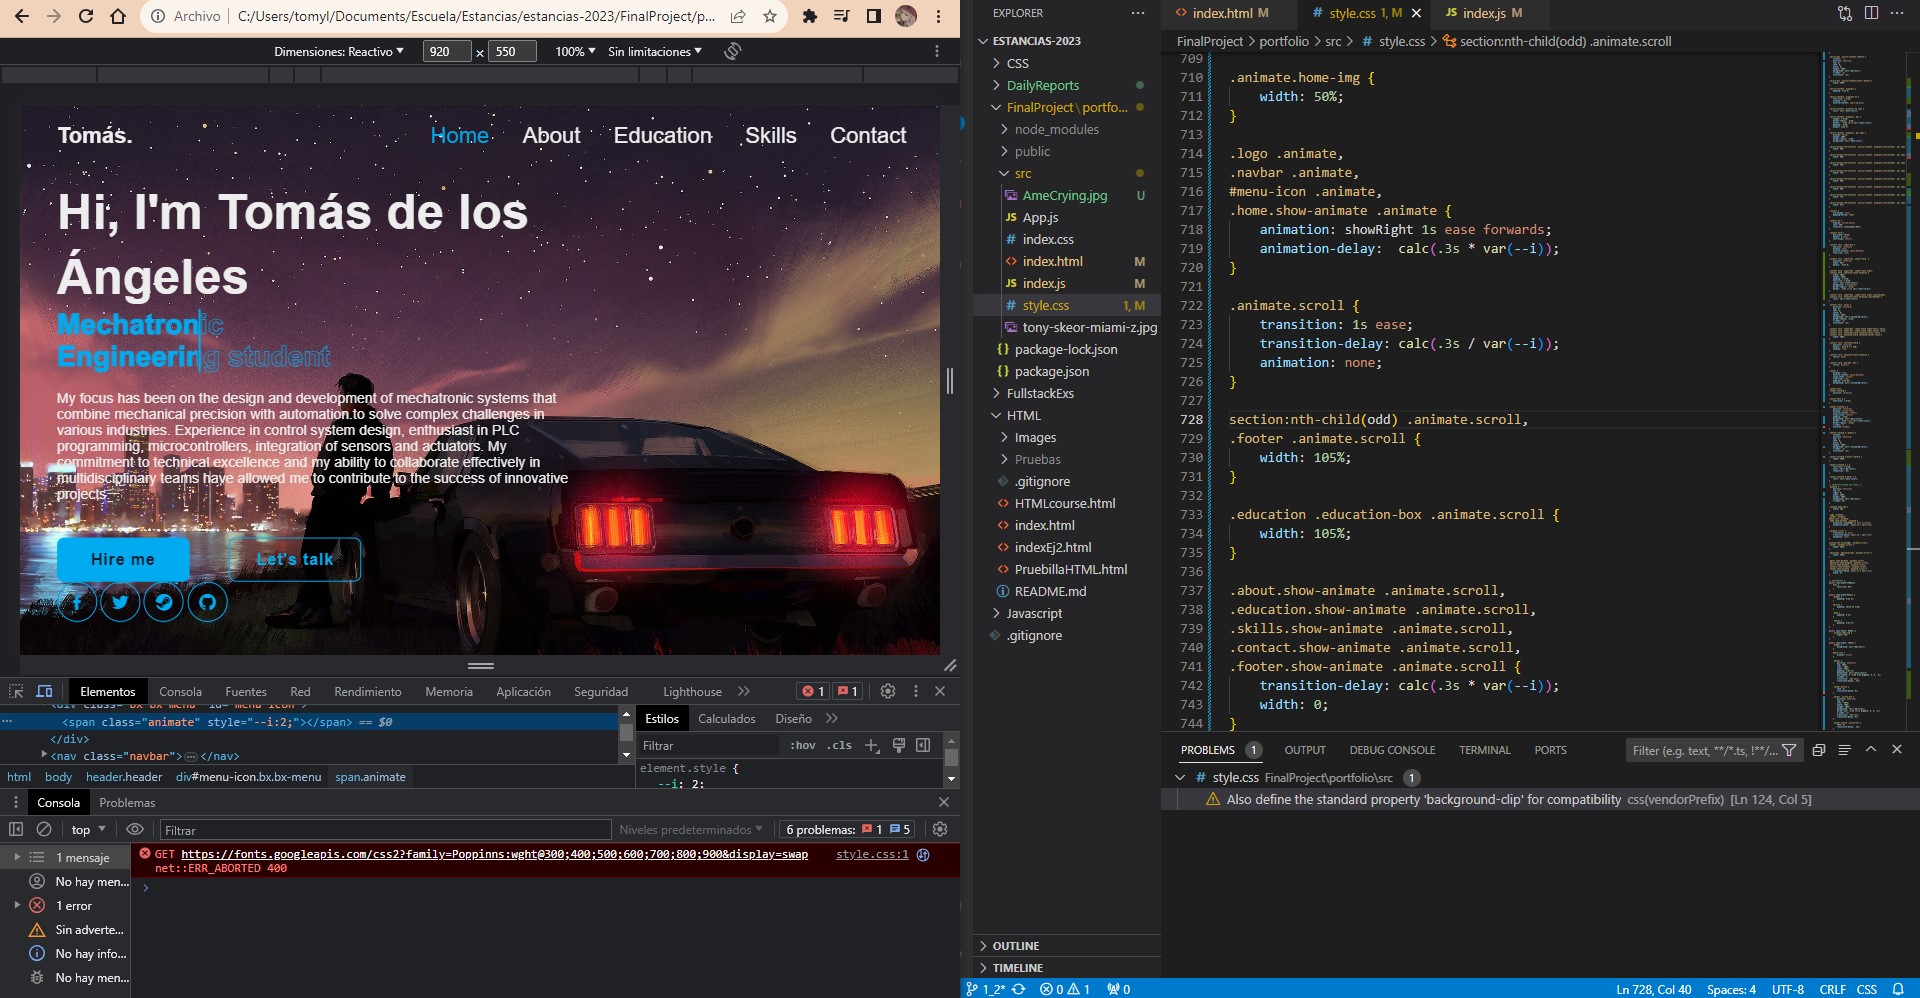 Archivo
C:/Users/tomyl/Documents/Escuela/Estancias/estancias-2023/FinalProject/p...
Dimensiones: Reactivo
920
×
550
100%
Sin limitaciones
Tomás.
Home
About
Education
Skills
Contact
Hi, I'm Tomás de los
Ángeles
Mechatronic
Engineering student
My focus has been on the design and development of mechatronic systems that
combine mechanical precision with automation to solve complex challenges in
various industries. Experience in control system design, enthusiast in PLC
programming, microcontrollers, integration of sensors and actuators. My
commitment to technical excellence and my ability to collaborate effectively in
multidisciplinary teams have allowed me to contribute to the success of innovative
projects.
Hire me
Let's talk
Elementos
Consola
Fuentes
Red
Rendimiento
Memoria
Aplicación
Seguridad
Lighthouse
1
1
<div class="bx bx-menu" id="menu-icon">
<span class="animate" style="--i:2;"></span> == $0
</div>
<nav class="navbar"></nav>
html
body
header.header
div#menu-icon.bx.bx-menu
span.animate
Estilos
Calculados
Diseño
Filtrar
:hov
.cls
element.style {
--i: 2;
Consola
Problemas
top
Filtrar
Niveles predeterminados
6 problemas:
1
5
1 mensaje
No hay men...
1 error
Sin adverte...
No hay info...
No hay men...
GET https://fonts.googleapis.com/css2?family=Poppinns:wght@300;400;500;600;700;800;900&display=swap
style.css:1
net::ERR_ABORTED 400
EXPLORER
ESTANCIAS-2023
CSS
DailyReports
FinalProject\portfo...
node_modules
public
src
AmeCrying.jpg
U
App.js
index.css
index.html
M
index.js
M
style.css
1, M
tony-skeor-miami-z.jpg
package-lock.json
package.json
FullstackExs
HTML
Images
Pruebas
.gitignore
HTMLcourse.html
index.html
indexEj2.html
PruebillaHTML.html
README.md
Javascript
.gitignore
OUTLINE
TIMELINE
index.html M
style.css 1, M
JS index.js M
FinalProject > portfolio > src > # style.css > section:nth-child(odd) .animate.scroll
709
710 .animate.home-img {
711 width: 50%;
712 }
713
714 .logo .animate,
715 .navbar .animate,
716 #menu-icon .animate,
717 .home.show-animate .animate {
718 animation: showRight 1s ease forwards;
719 animation-delay: calc(.3s * var(--i));
720 }
721
722 .animate.scroll {
723 transition: 1s ease;
724 transition-delay: calc(.3s / var(--i));
725 animation: none;
726 }
727
728 section:nth-child(odd) .animate.scroll,
729 .footer .animate.scroll {
730 width: 105%;
731 }
732
733 .education .education-box .animate.scroll {
734 width: 105%;
735 }
736
737 .about.show-animate .animate.scroll,
738 .education.show-animate .animate.scroll,
739 .skills.show-animate .animate.scroll,
740 .contact.show-animate .animate.scroll,
741 .footer.show-animate .animate.scroll {
742 transition-delay: calc(.3s * var(--i));
743 width: 0;
744 }
PROBLEMS
1
OUTPUT
DEBUG CONSOLE
TERMINAL
PORTS
Filter (e.g. text, **/*.ts, !**/...
# style.css FinalProject\portfolio\src 1
Also define the standard property 'background-clip' for compatibility css(vendorPrefix) [Ln 124, Col 5]
1_2*
0
1
0
Ln 728, Col 40
Spaces: 4
UTF-8
CRLF
CSS